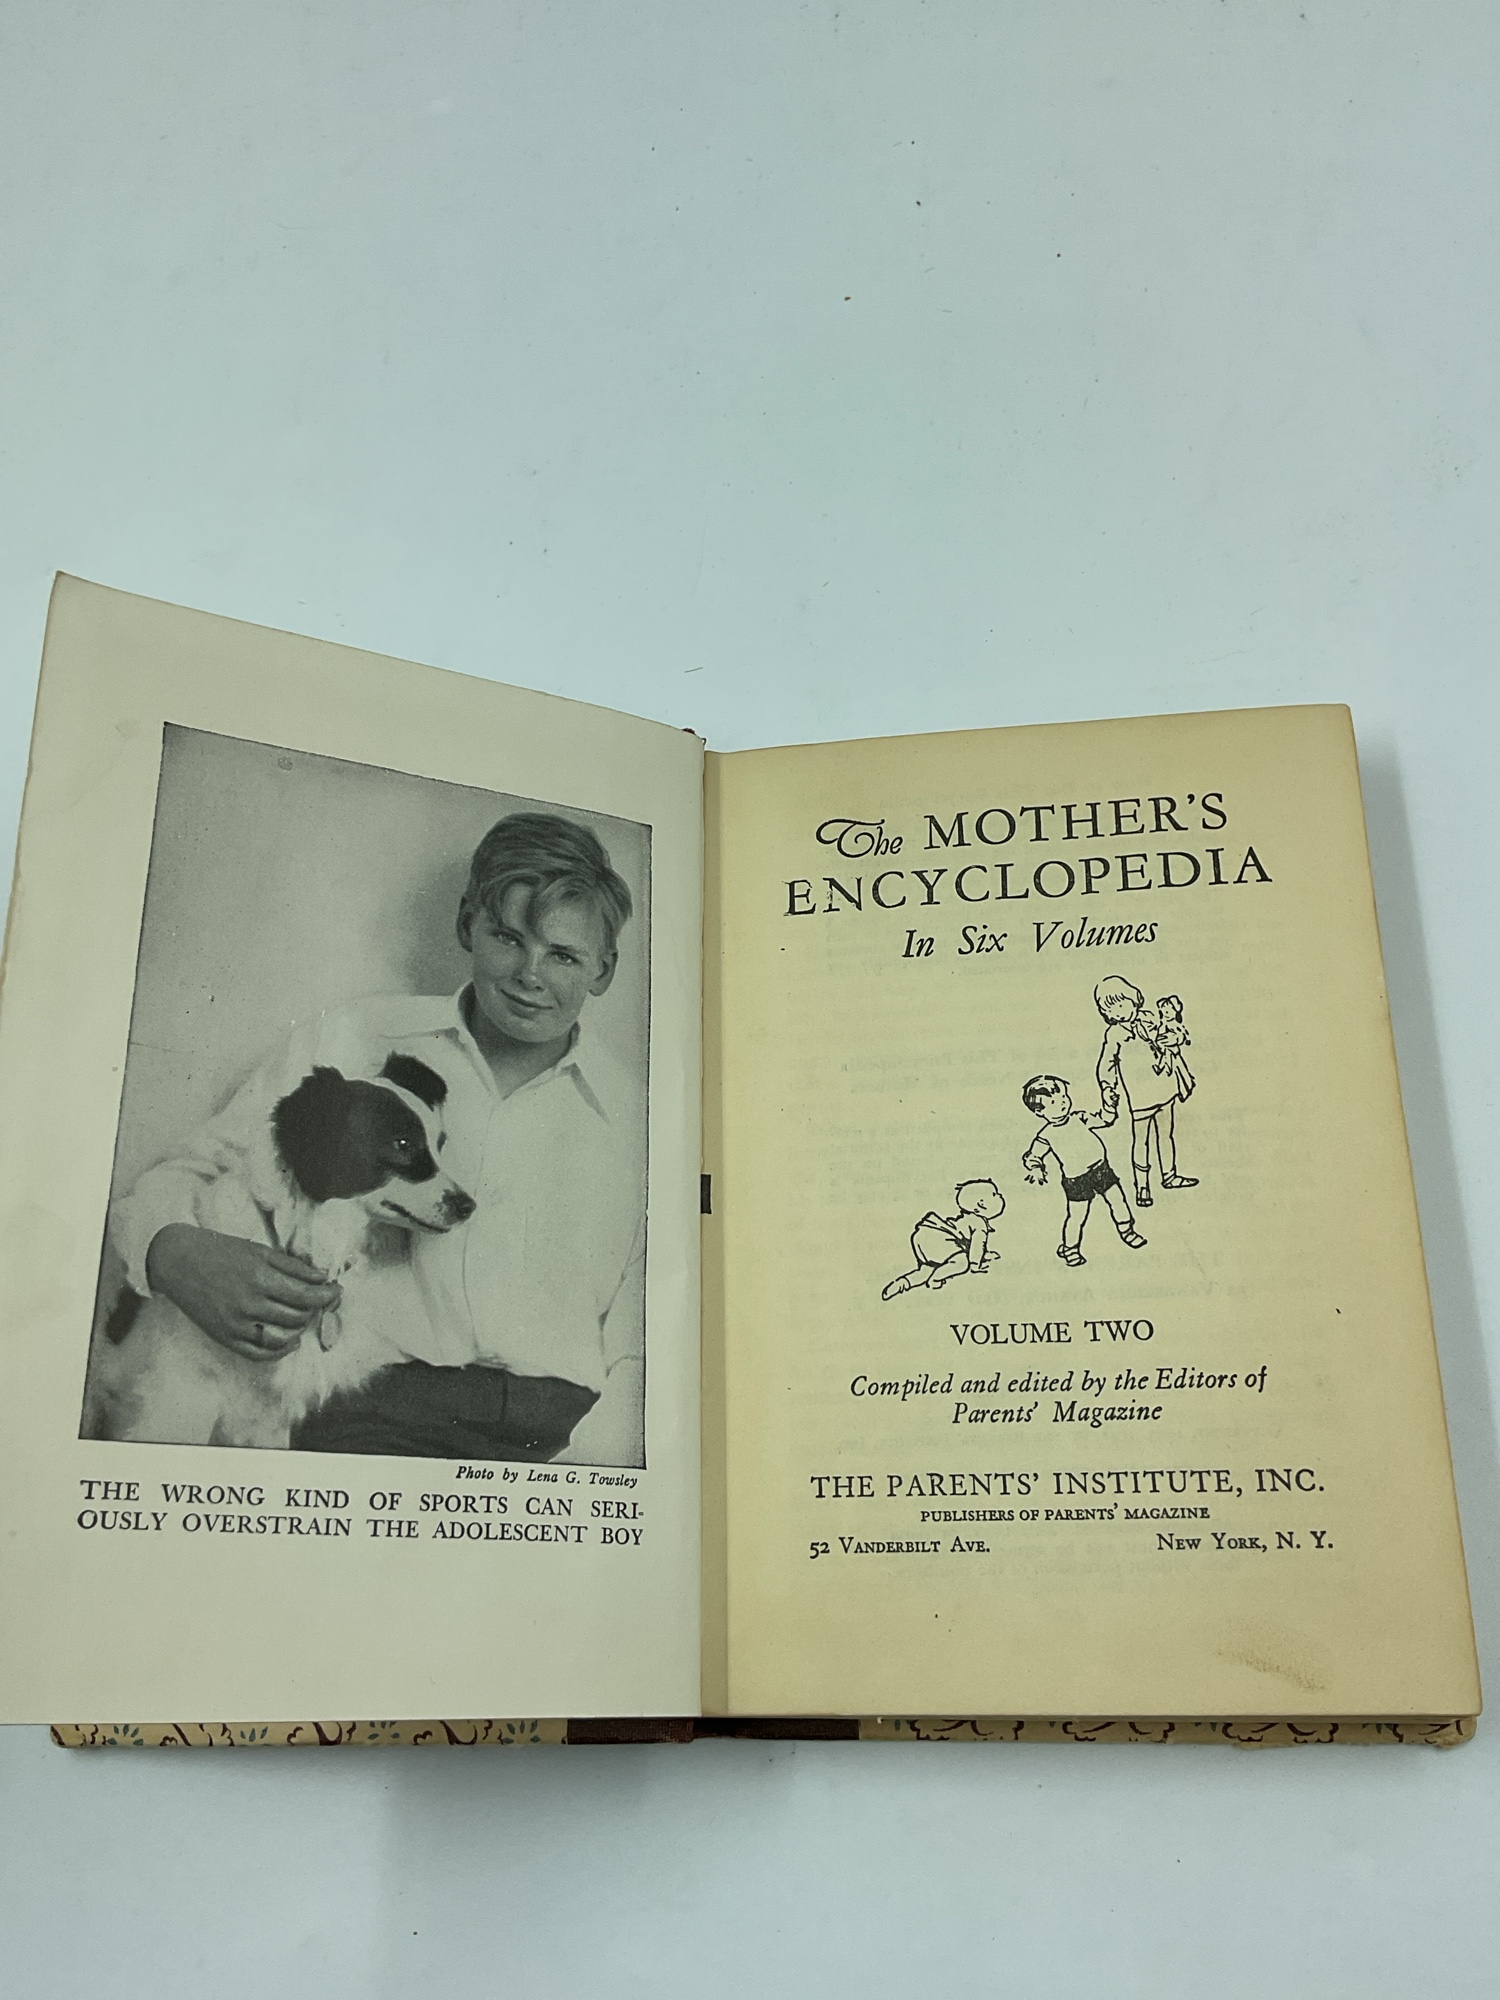 Photo by Lena G. Towsley
THE WRONG KIND OF SPORTS CAN SERI-
OUSLY OVERSTRAIN THE ADOLESCENT BOY
The MOTHER'S
ENCYCLOPEDIA
In Six Volumes
VOLUME TWO
Compiled and edited by the Editors of
Parents' Magazine
THE PARENTS' INSTITUTE, INC.
PUBLISHERS OF PARENTS' MAGAZINE
52 VANDERBILT AVE. NEW YORK, N. Y.